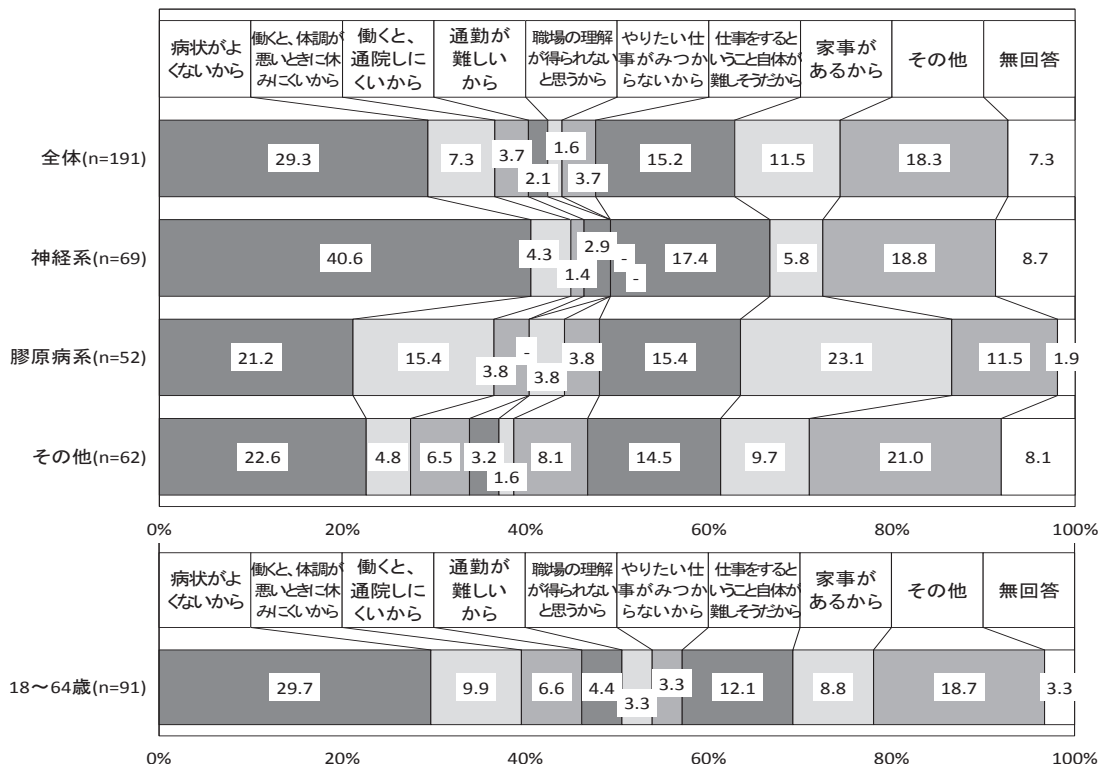 病状がよ
くないから
働くと、体調が
悪いときに休
みにくいから
働くと、
通院しに
くいから
通勤が
難しい
から
職場の理解
が得られない
と思うから
やりたい仕
事がみつか
らないから
仕事をすると
いうこと自体が
難しそうだから
家事が
あるから
その他
無回答
全体(n=191)
29.3
7.3
3.7
2.1
1.6
3.7
15.2
11.5
18.3
7.3
神経系(n=69)
40.6
4.3
1.4
2.9
-
-
17.4
5.8
18.8
8.7
膠原病系(n=52)
21.2
15.4
3.8
-
3.8
3.8
15.4
23.1
11.5
1.9
その他(n=62)
22.6
4.8
6.5
3.2
1.6
8.1
14.5
9.7
21.0
8.1
0%
20%
40%
60%
80%
100%
病状がよ
くないから
働くと、体調が
悪いときに休
みにくいから
働くと、
通院しに
くいから
通勤が
難しい
から
職場の理解
が得られない
と思うから
やりたい仕
事がみつか
らないから
仕事をすると
いうこと自体が
難しそうだから
家事が
あるから
その他
無回答
18～64歳(n=91)
29.7
9.9
6.6
4.4
3.3
3.3
12.1
8.8
18.7
3.3
0%
20%
40%
60%
80%
100%